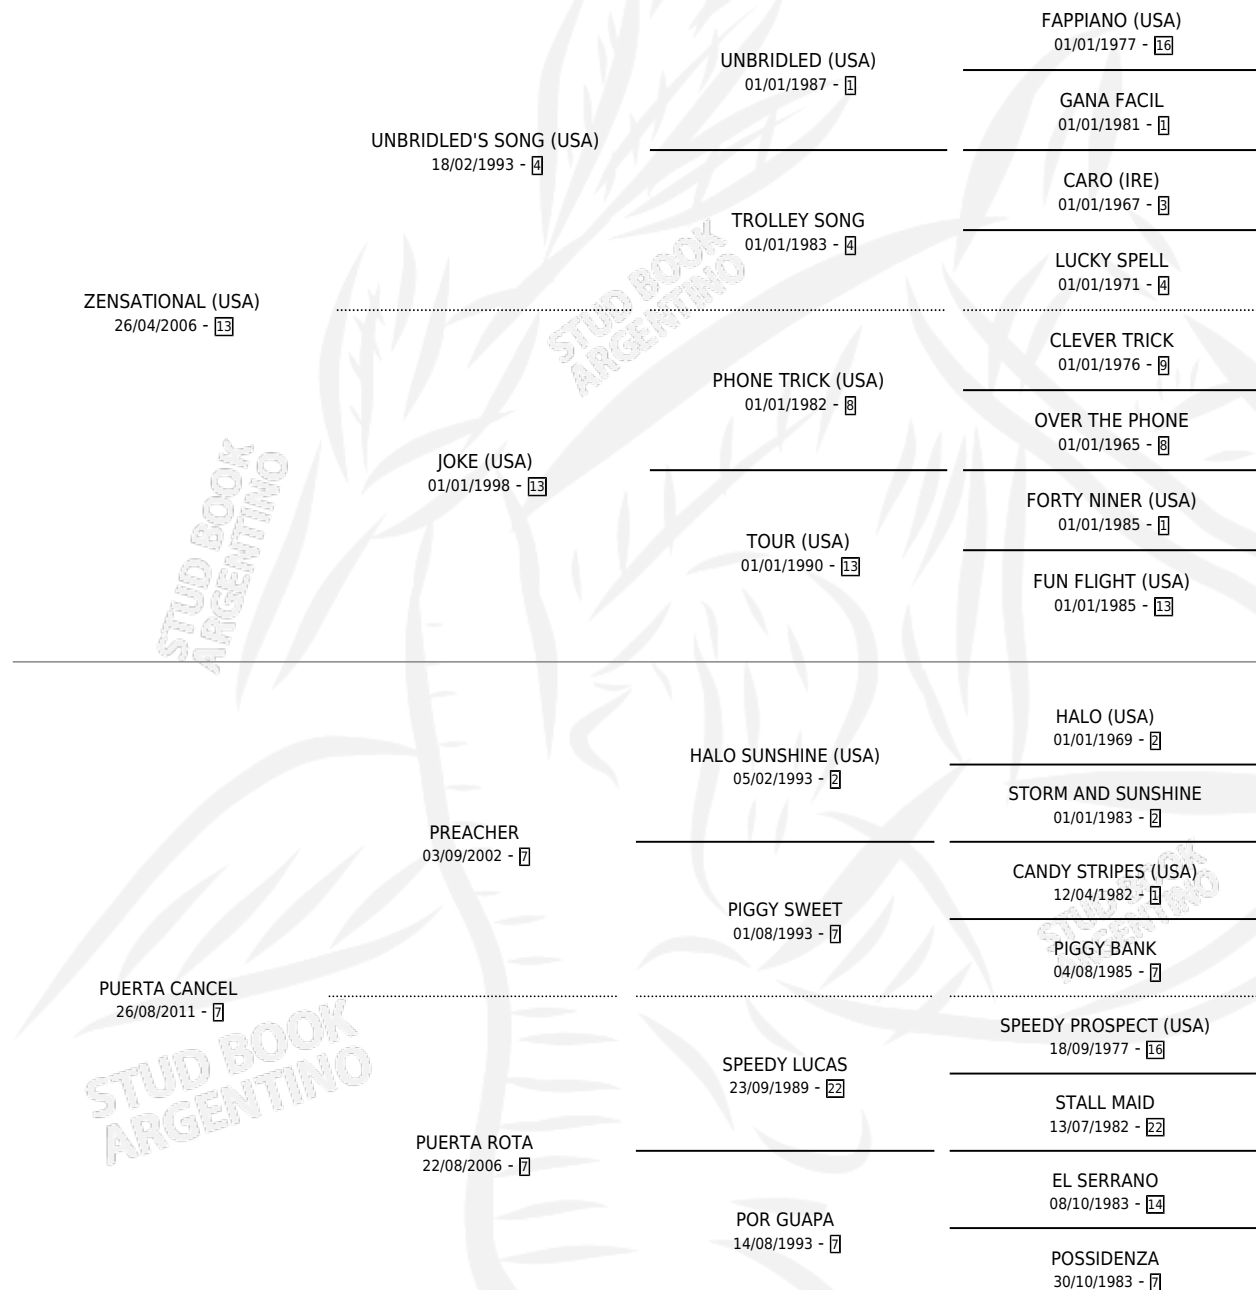 FAPPIANO (USA)
01/01/1977 - 16
UNBRIDLED (USA)
01/01/1987 - 1
GANA FACIL
01/01/1981 - 1
UNBRIDLED'S SONG (USA)
18/02/1993 - 4
CARO (IRE)
01/01/1967 - 3
TROLLEY SONG
01/01/1983 - 4
LUCKY SPELL
01/01/1971 - 4
ZENSATIONAL (USA)
26/04/2006 - 13
CLEVER TRICK
01/01/1976 - 9
PHONE TRICK (USA)
01/01/1982 - 8
OVER THE PHONE
01/01/1965 - 8
JOKE (USA)
01/01/1998 - 13
FORTY NINER (USA)
01/01/1985 - 1
TOUR (USA)
01/01/1990 - 13
FUN FLIGHT (USA)
01/01/1985 - 13
HALO (USA)
01/01/1969 - 2
HALO SUNSHINE (USA)
05/02/1993 - 2
STORM AND SUNSHINE
01/01/1983 - 2
PREACHER
03/09/2002 - 7
CANDY STRIPES (USA)
12/04/1982 - 1
PIGGY SWEET
01/08/1993 - 7
PIGGY BANK
04/08/1985 - 7
PUERTA CANCEL
26/08/2011 - 7
SPEEDY PROSPECT (USA)
18/09/1977 - 16
SPEEDY LUCAS
23/09/1989 - 22
STALL MAID
13/07/1982 - 22
PUERTA ROTA
22/08/2006 - 7
EL SERRANO
08/10/1983 - 14
POR GUAPA
14/08/1993 - 7
POSSIDENZA
30/10/1983 - 7
STUD BOOK
ARGENTINO
STUD BOOK
ARGENTINO
STUD BOOK
ARGENTINO
STUD BOOK
ARGENTINO